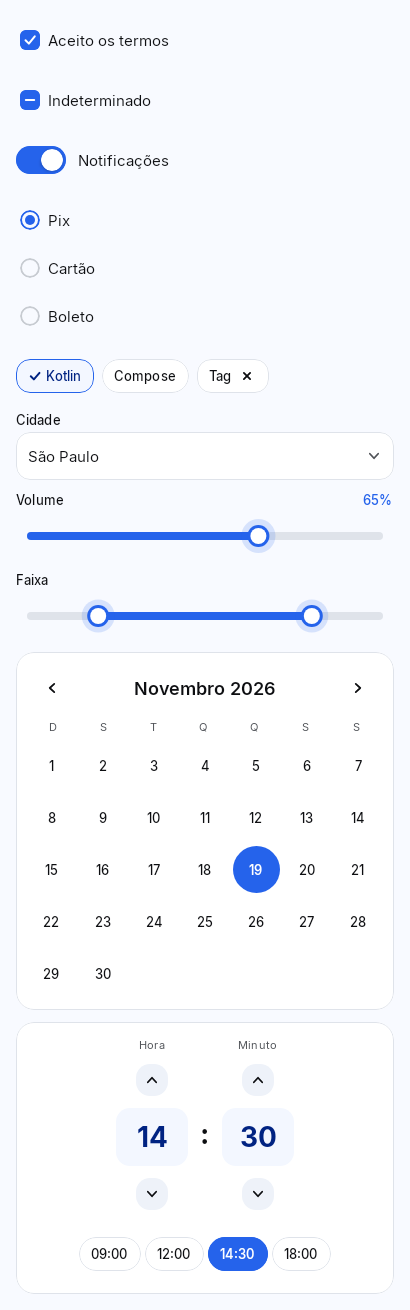 Aceito os termos
Indeterminado
Notificações
Pix
Cartão
Boleto
Kotlin Compose Tag
Cidade
São Paulo
Volume 65%
Faixa
Novembro 2026
D S T Q Q S S
1 2 3 4 5 6 7
8 9 10 11 12 13 14
15 16 17 18 19 20 21
22 23 24 25 26 27 28
29 30
Hora Minuto
14 : 30
09:00 12:00 14:30 18:00